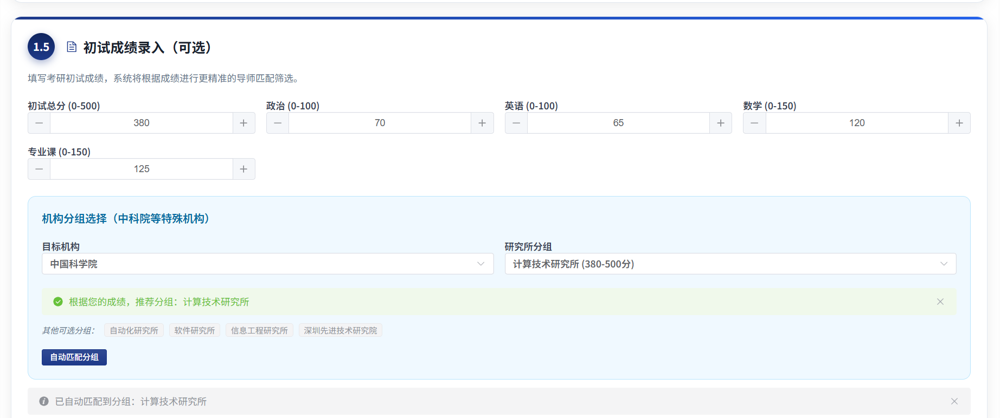 1.5 初试成绩录入（可选）
填写考研初试成绩，系统将根据成绩进行更精准的导师匹配筛选。
初试总分 (0-500) 政治 (0-100) 英语 (0-100) 数学 (0-150)
380 70 65 120
专业课 (0-150)
125
机构分组选择（中科院等特殊机构）
目标机构 研究所分组
中国科学院 计算技术研究所 (380-500分)
根据您的成绩，推荐分组：计算技术研究所
其他可选分组： 自动化研究所 软件研究所 信息工程研究所 深圳先进技术研究院
自动匹配分组
已自动匹配到分组：计算技术研究所